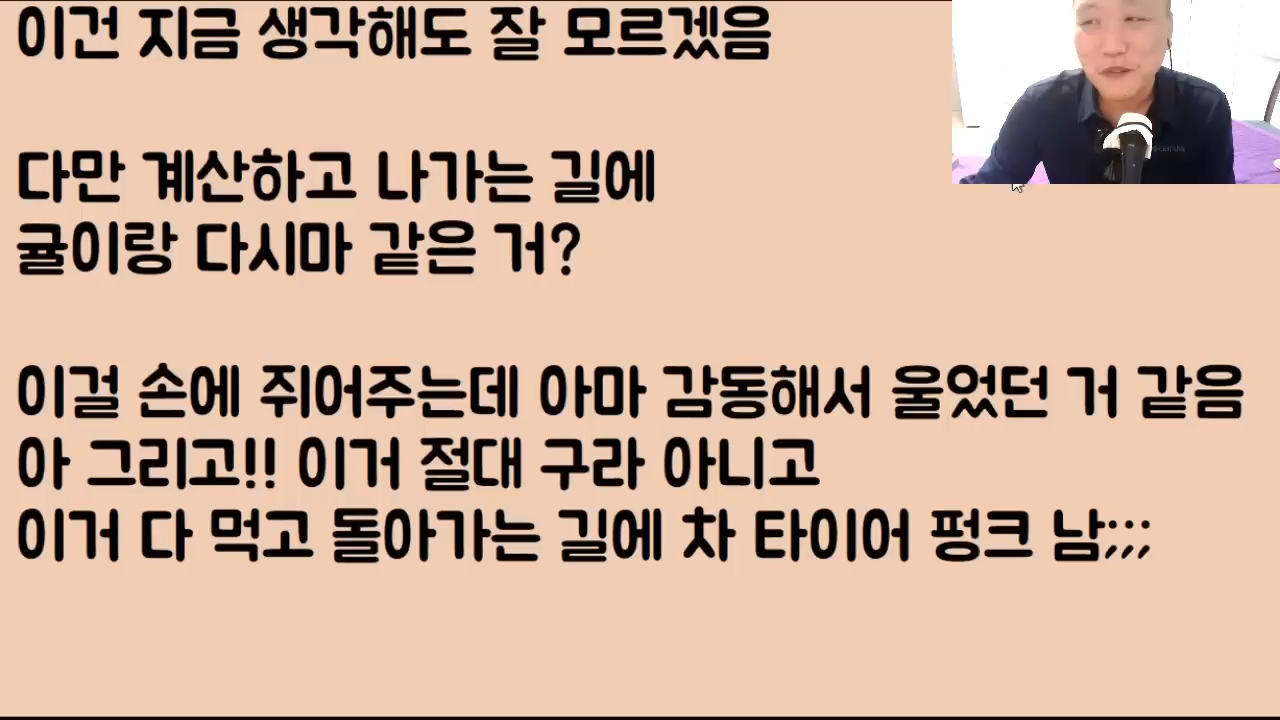 이건 지금 생각해도 잘 모르겠음
다만 계산하고 나가는 길에
귤이랑 다시마 같은 거?
이걸 손에 쥐어주는데 아마 감동해서 울었던 거 같음
아 그리고!! 이거 절대 구라 아니고
이거 다 먹고 돌아가는 길에 차 타이어 펑크 남;;;